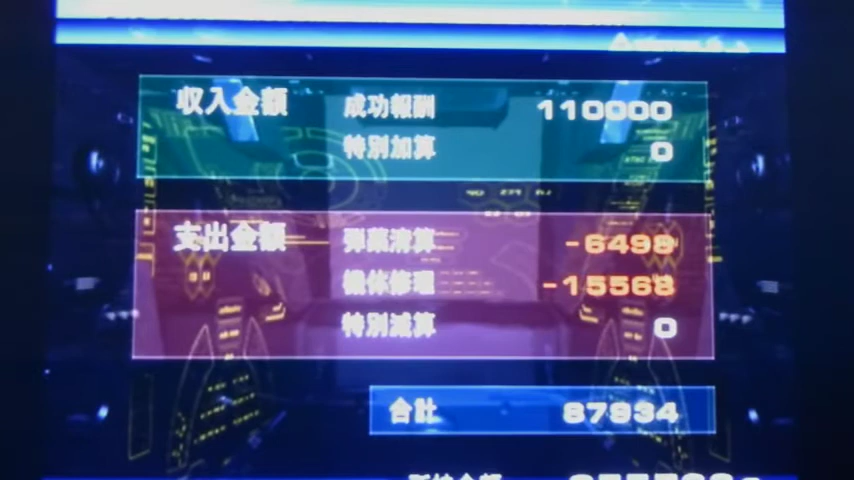 収入金額 成功報酬 110000
特別加算 0
支出金額 弾薬清算 -6498
機体修理 -15568
特別減算 0
合計 87934